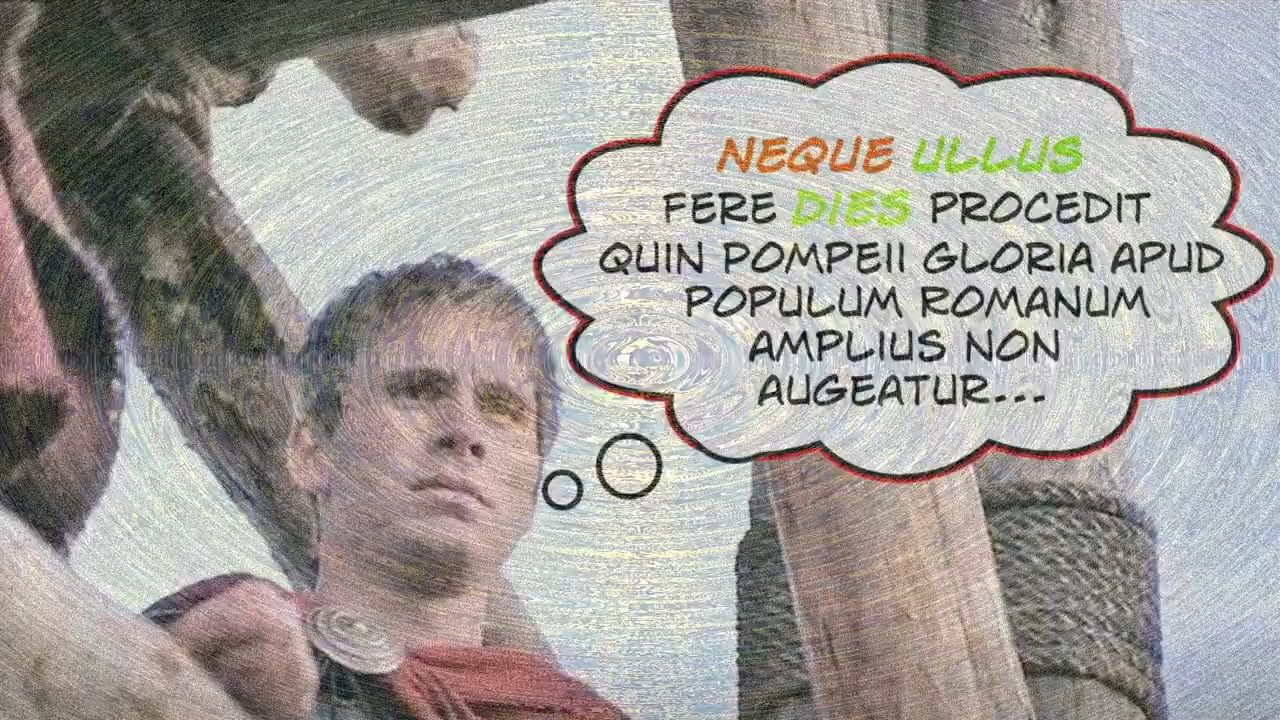 NEQUE ULLUS
FERE DIES PROCEDIT
QUIN POMPEII GLORIA APUD
POPULUM ROMANUM
AMPLIUS NON
AUGEATUR...